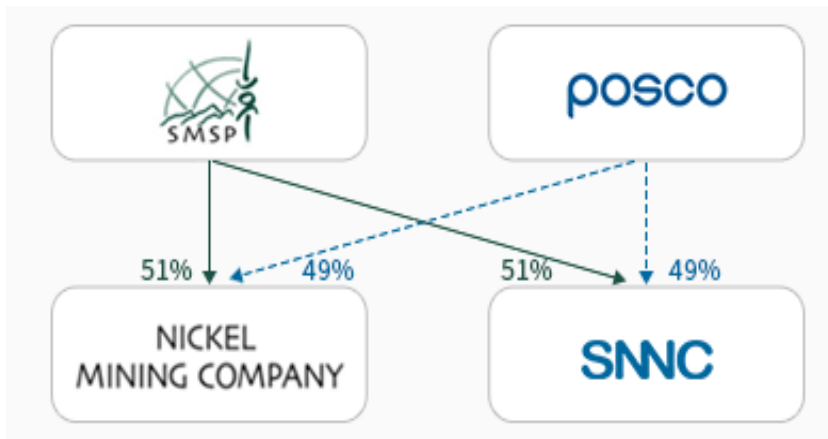 SMSP
posco
51%
49%
51%
49%
NICKEL
MINING COMPANY
SNNC